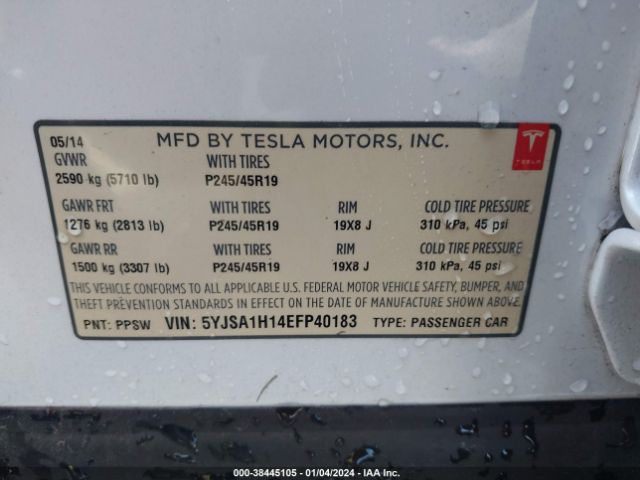 05/14 MFD BY TESLA MOTORS, INC.
GVWR WITH TIRES
2590 kg (5710 lb) P245/45R19
TESLA
GAWR FRT WITH TIRES RIM COLD TIRE PRESSURE
1276 kg (2813 lb) P245/45R19 19X8 J 310 kPa, 45 psi
GAWR RR WITH TIRES RIM COLD TIRE PRESSURE
1500 kg (3307 lb) P245/45R19 19X8 J 310 kPa, 45 psi
THIS VEHICLE CONFORMS TO ALL APPLICABLE U.S. FEDERAL MOTOR VEHICLE SAFETY, BUMPER, AND
THEFT PREVENTION STANDARDS IN EFFECT ON THE DATE OF MANUFACTURE SHOWN ABOVE.
PNT: PPSW VIN: 5YJSA1H14EFP40183 TYPE: PASSENGER CAR
000-38445105 - 01/04/2024 - IAA Inc.